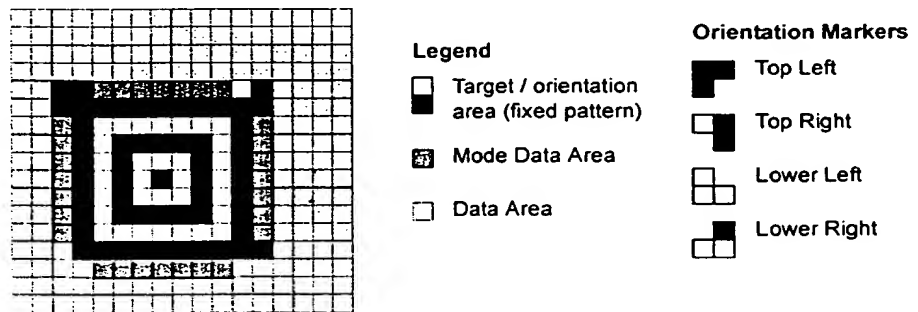 Legend
Target / orientation
area (fixed pattern)
Mode Data Area
Data Area
Orientation Markers
Top Left
Top Right
Lower Left
Lower Right